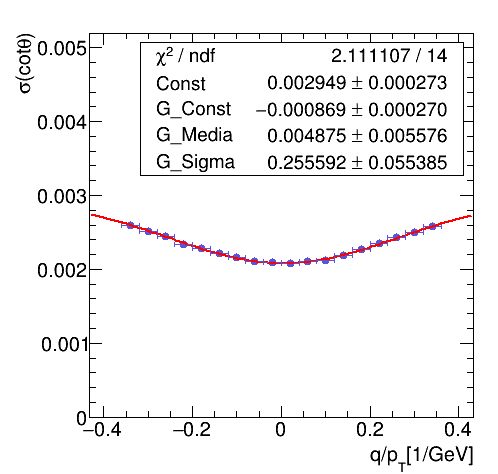 σ(cotθ)
χ² / ndf 2.111107 / 14
Const 0.002949 ± 0.000273
G_Const −0.000869 ± 0.000270
G_Media 0.004875 ± 0.005576
G_Sigma 0.255592 ± 0.055385
0.005
0.004
0.003
0.002
0.001
0
−0.4 −0.2 0 0.2 0.4
q/p_T[1/GeV]